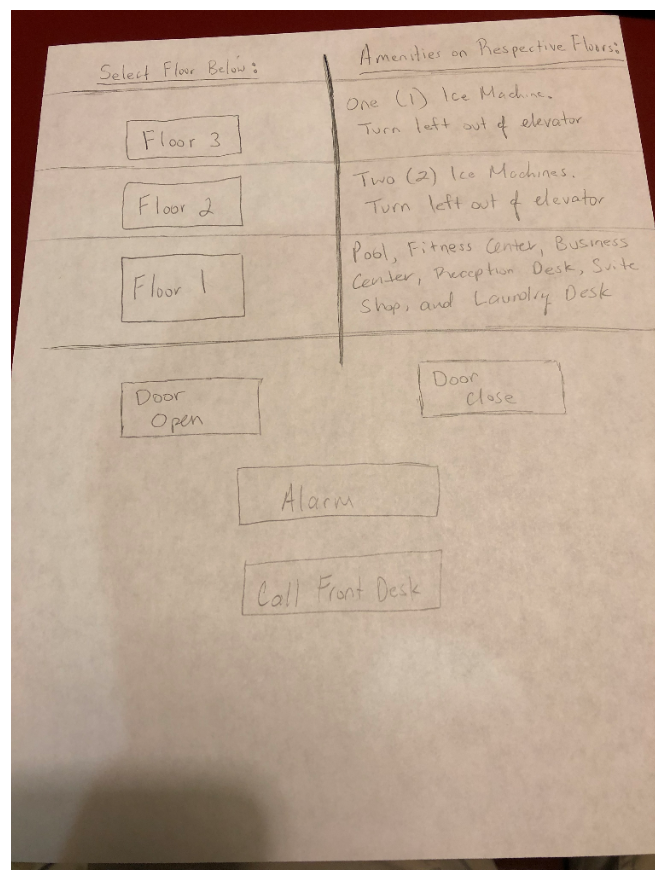 Select Floor Below:
Amenities on Respective Floors:
Floor 3
One (1) Ice Machine.
Turn left out of elevator
Floor 2
Two (2) Ice Machines.
Turn left out of elevator
Floor 1
Pool, Fitness Center, Business
Center, Reception Desk, Suite
Shop, and Laundry Desk
Door
Open
Door
Close
Alarm
Call Front Desk